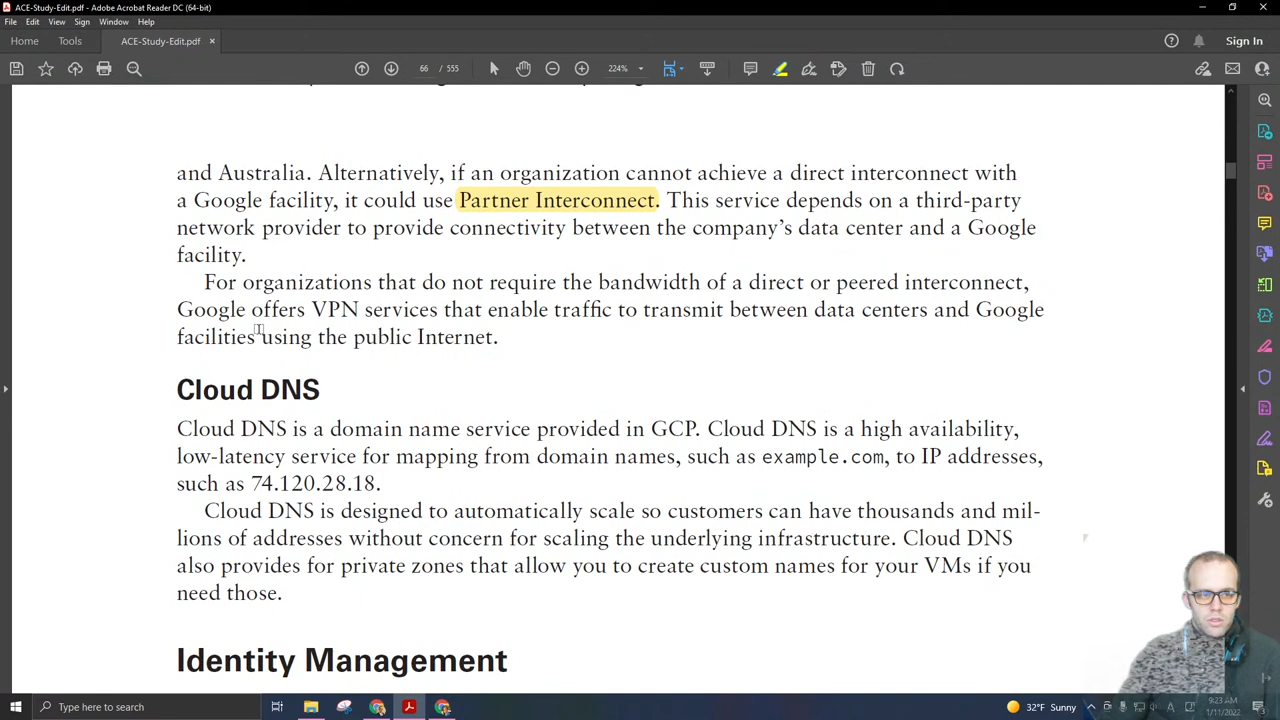 ACE-Study-Edit.pdf - Adobe Acrobat Reader DC (64-bit)
File Edit View Sign Window Help
Home Tools ACE-Study-Edit.pdf × Sign In
66 / 555 224%
and Australia. Alternatively, if an organization cannot achieve a direct interconnect with
a Google facility, it could use Partner Interconnect. This service depends on a third-party
network provider to provide connectivity between the company's data center and a Google
facility.
For organizations that do not require the bandwidth of a direct or peered interconnect,
Google offers VPN services that enable traffic to transmit between data centers and Google
facilities using the public Internet.
Cloud DNS
Cloud DNS is a domain name service provided in GCP. Cloud DNS is a high availability,
low-latency service for mapping from domain names, such as example.com, to IP addresses,
such as 74.120.28.18.
Cloud DNS is designed to automatically scale so customers can have thousands and mil-
lions of addresses without concern for scaling the underlying infrastructure. Cloud DNS
also provides for private zones that allow you to create custom names for your VMs if you
need those.
Identity Management
Type here to search
32°F Sunny
9:23 AM
1/11/2022